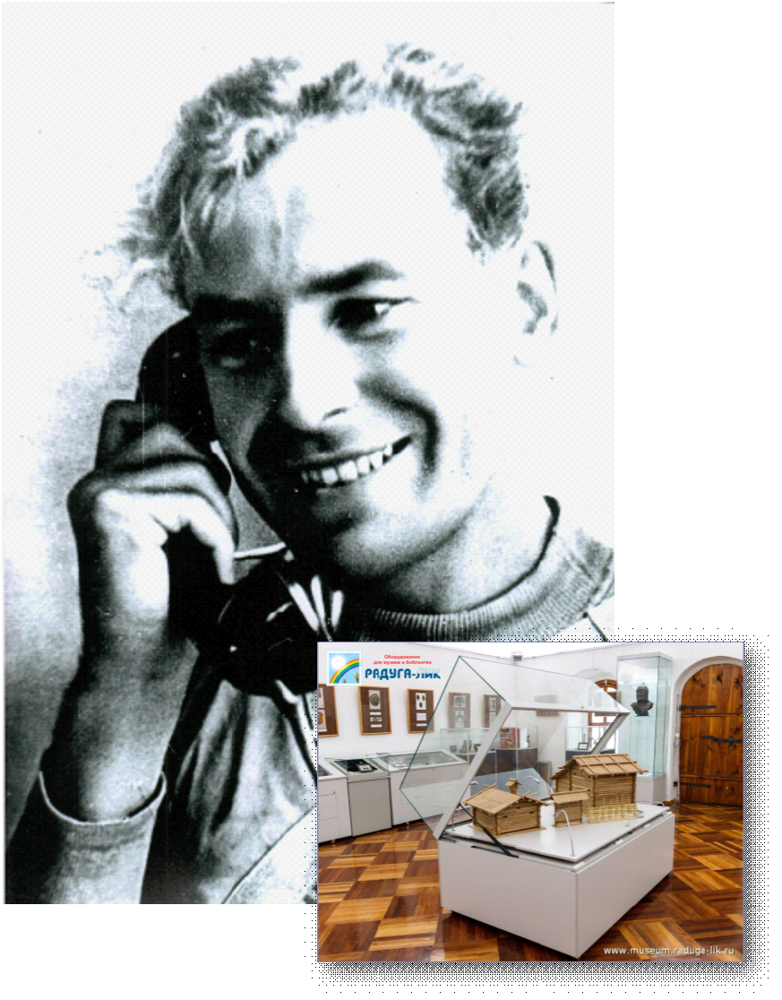 Оборудование
для музеев и библиотек
РАДУГА-ЛИК
www.museum.raduga-lik.ru